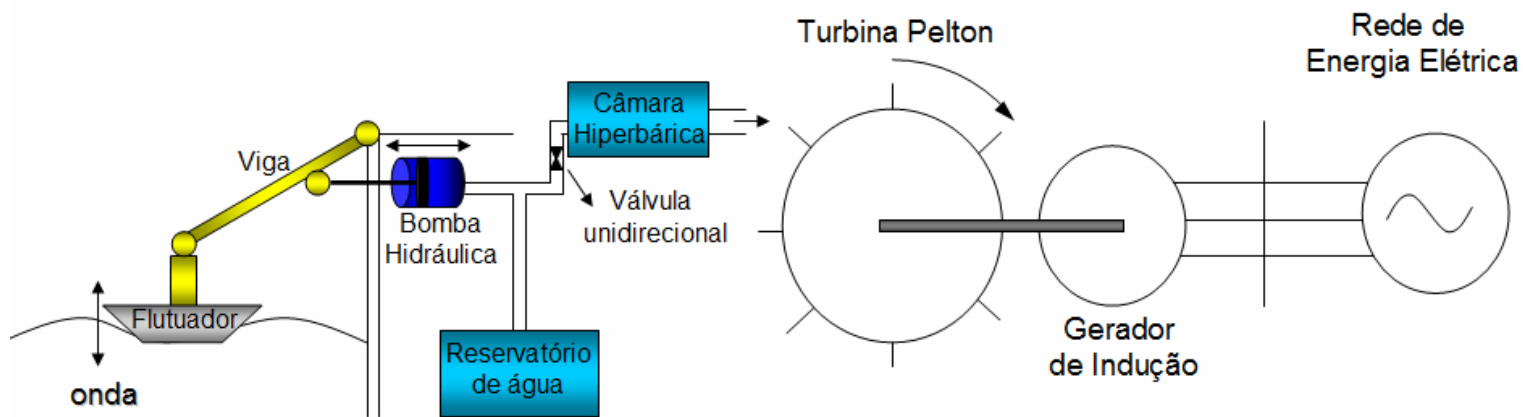 Turbina Pelton
Rede de
Energia Elétrica
Câmara
Hiperbárica
Viga
Bomba
Hidráulica
Válvula
unidirecional
Flutuador
onda
Reservatório
de água
Gerador
de Indução